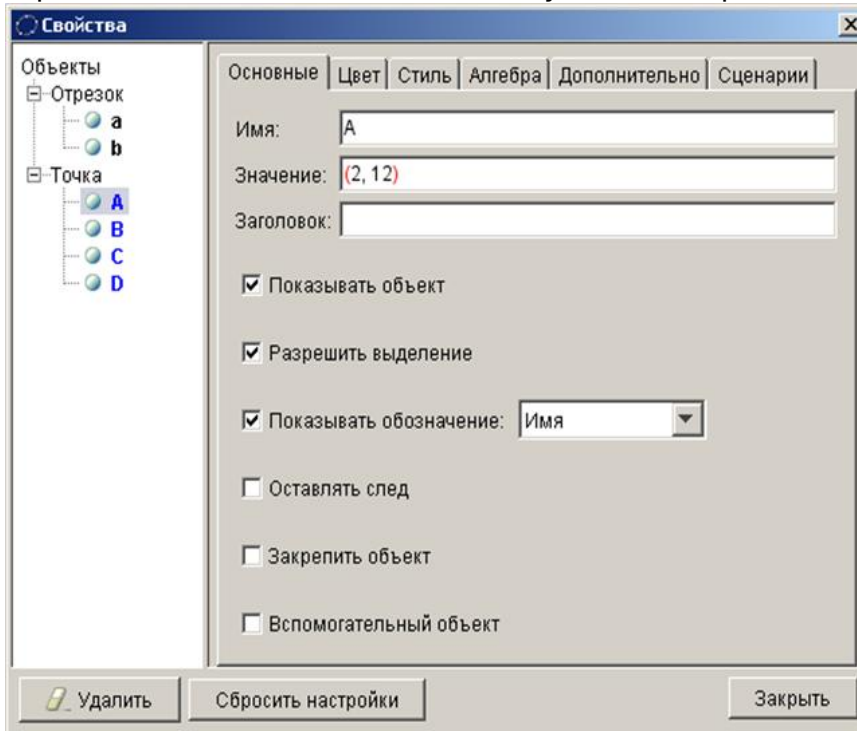 Свойства
Объекты
Отрезок
a
b
Точка
A
B
C
D
Основные Цвет Стиль Алгебра Дополнительно Сценарии
Имя: A
Значение: (2, 12)
Заголовок:
Показывать объект
Разрешить выделение
Показывать обозначение: Имя
Оставлять след
Закрепить объект
Вспомогательный объект
Удалить Сбросить настройки Закрыть